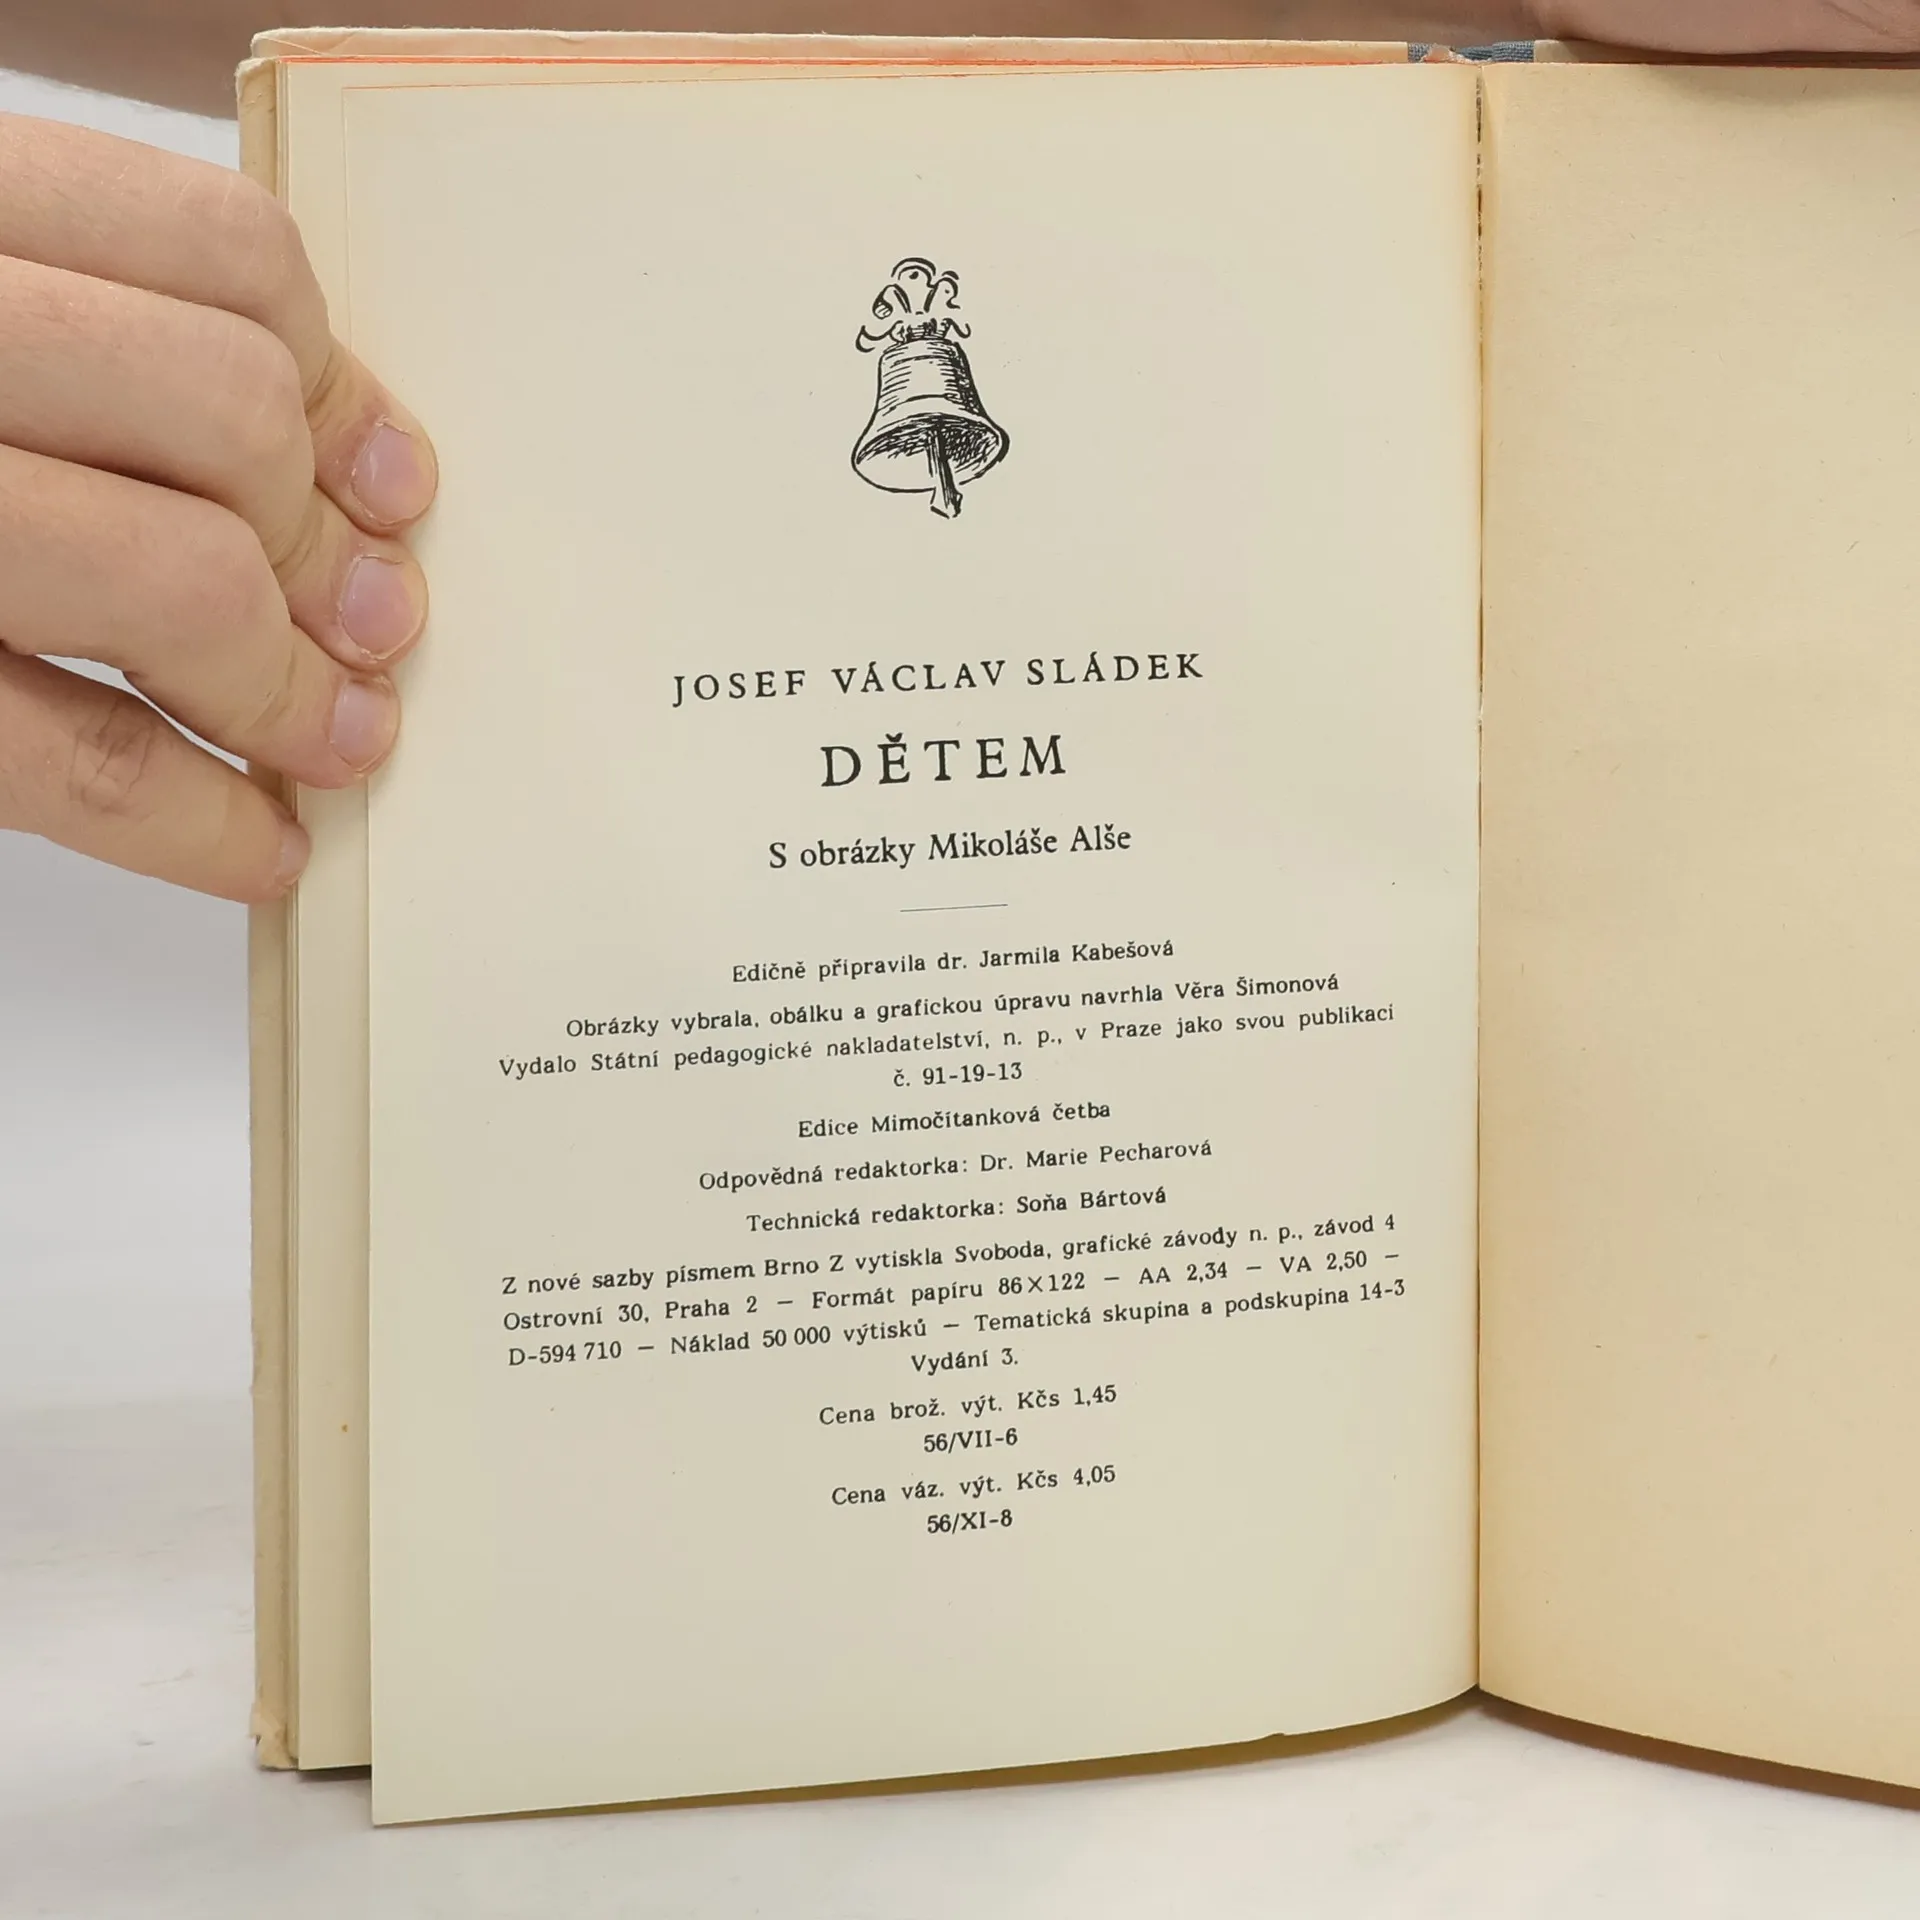 JOSEF VÁCLAV SLÁDEK
DĚTEM
S obrázky Mikoláše Alše
Edičně připravila dr. Jarmila Kabešová
Obrázky vybrala, obálku a grafickou úpravu navrhla Věra Šimonová
Vydalo Státní pedagogické nakladatelství, n. p., v Praze jako svou publikaci
č. 91-19-13
Edice Mimočítanková četba
Odpovědná redaktorka: Dr. Marie Pecharová
Technická redaktorka: Soňa Bártová
Z nové sazby písmem Brno Z vytiskla Svoboda, grafické závody n. p., závod 4
Ostrovní 30, Praha 2 — Formát papíru 86×122 — AA 2,34 — VA 2,50 —
D-594 710 — Náklad 50 000 výtisků — Tematická skupina a podskupina 14-3
Vydání 3.
Cena brož. výt. Kčs 1,45
56/VII-6
Cena váz. výt. Kčs 4,05
56/XI-8